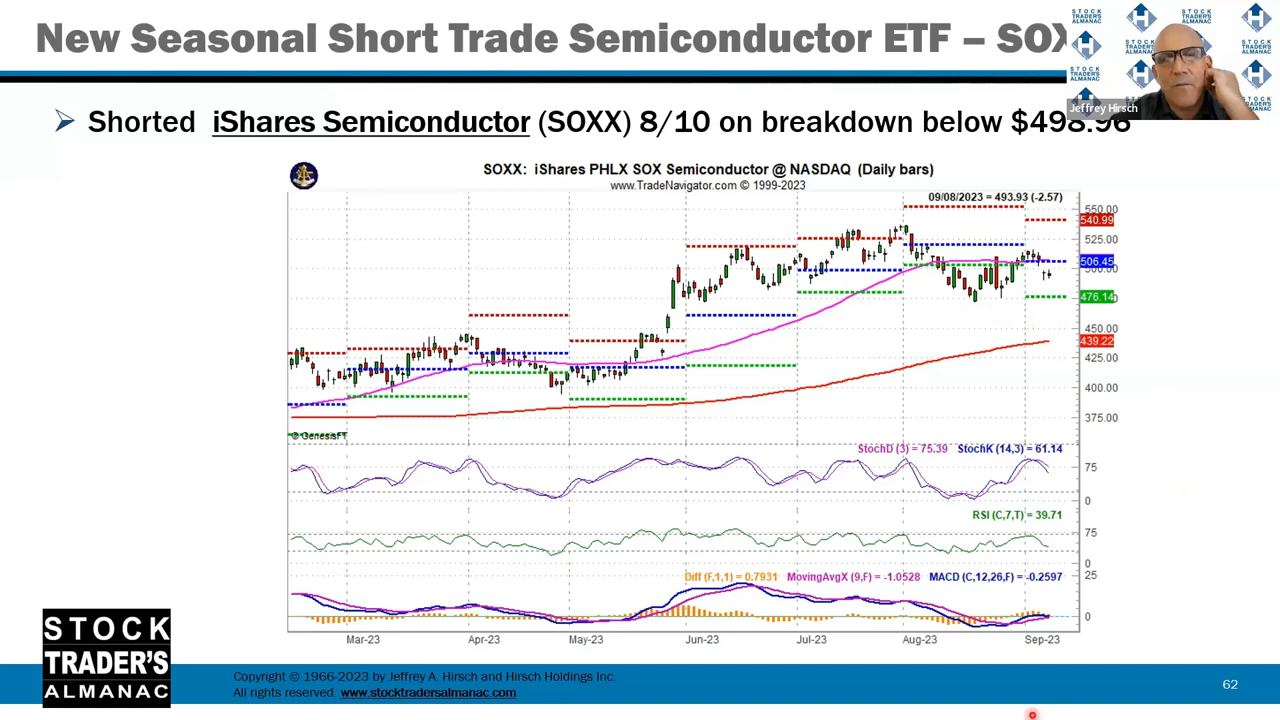 New Seasonal Short Trade Semiconductor ETF – SOX
STOCK TRADER'S ALMANAC
Jeffrey Hirsch
➢ Shorted iShares Semiconductor (SOXX) 8/10 on breakdown below $498.96
SOXX: iShares PHLX SOX Semiconductor @ NASDAQ (Daily bars)
www.TradeNavigator.com © 1999-2023
09/08/2023 = 493.93 (-2.57)
550.00
540.99
525.00
506.45
500.00
476.14
450.00
439.22
425.00
400.00
375.00
© GenesisFT
StochD (3) = 75.39 StochK (14,3) = 61.14
75
0
RSI (C,7,T) = 39.71
75
0
Diff (F,1,1) = 0.7931 MovingAvgX (9,F) = -1.0528 MACD (C,12,26,F) = -0.2597
25
0
Mar-23 Apr-23 May-23 Jun-23 Jul-23 Aug-23 Sep-23
STOCK
TRADER'S
ALMANAC
Copyright © 1966-2023 by Jeffrey A. Hirsch and Hirsch Holdings Inc.
All rights reserved. www.stocktradersalmanac.com
62